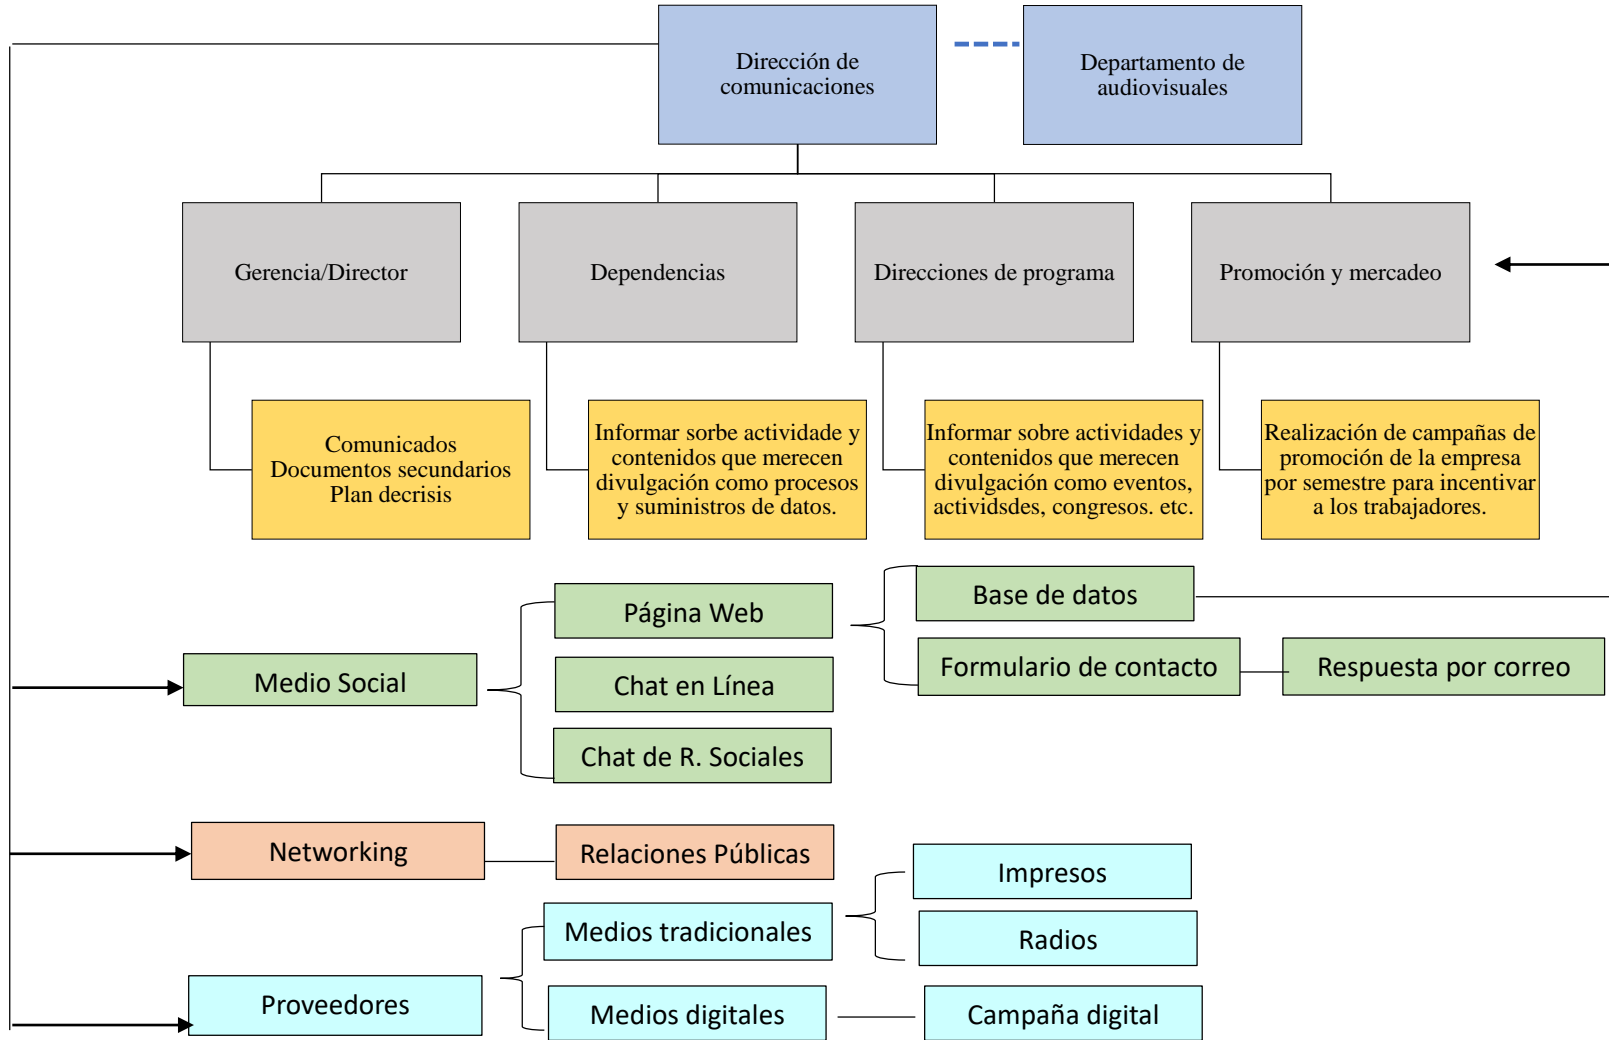 Dirección de
comunicaciones
Departamento de
audiovisuales
Gerencia/Director
Dependencias
Direcciones de programa
Promoción y mercadeo
Comunicados
Documentos secundarios
Plan decrisis
Informar sorbe actividade y
contenidos que merecen
divulgación como procesos
y suministros de datos.
Informar sobre actividades y
contenidos que merecen
divulgación como eventos,
actividsdes, congresos. etc.
Realización de campañas de
promoción de la empresa
por semestre para incentivar
a los trabajadores.
Medio Social
Página Web
Chat en Línea
Chat de R. Sociales
Base de datos
Formulario de contacto
Respuesta por correo
Networking
Relaciones Públicas
Proveedores
Medios tradicionales
Impresos
Radios
Medios digitales
Campaña digital